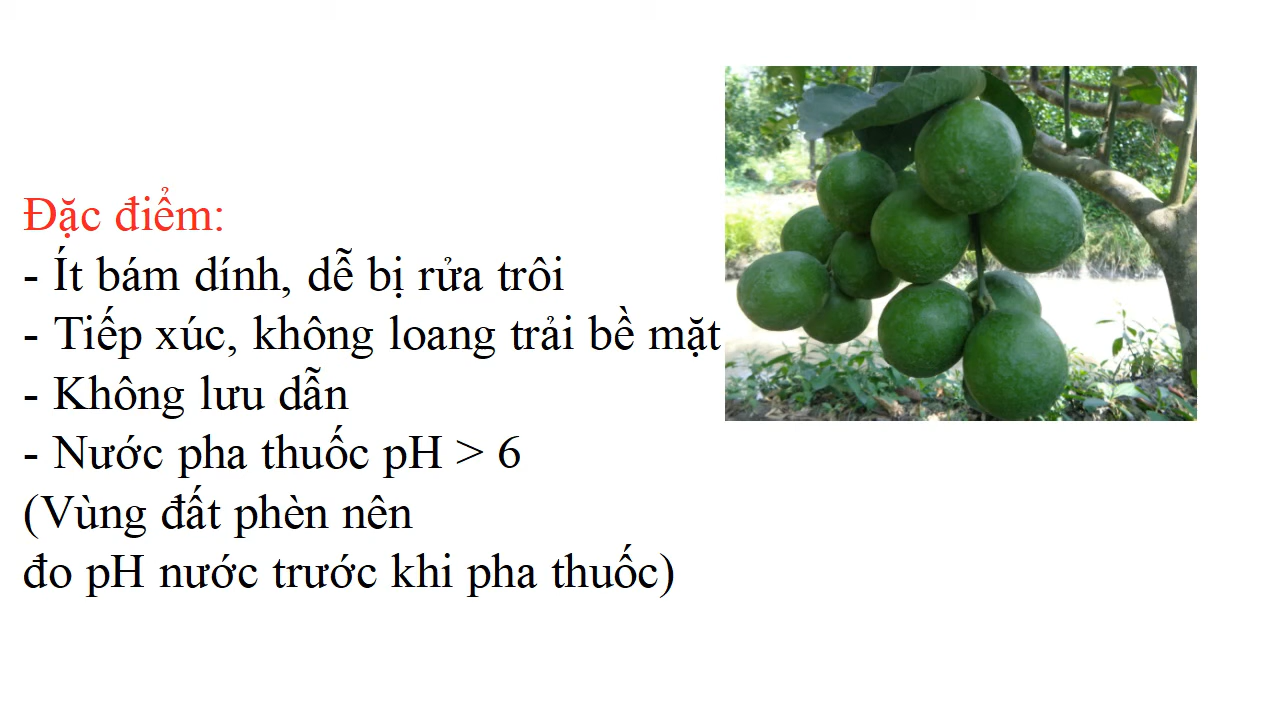 Đặc điểm:
- Ít bám dính, dễ bị rửa trôi
- Tiếp xúc, không loang trải bề mặt
- Không lưu dẫn
- Nước pha thuốc pH > 6
(Vùng đất phèn nên
đo pH nước trước khi pha thuốc)